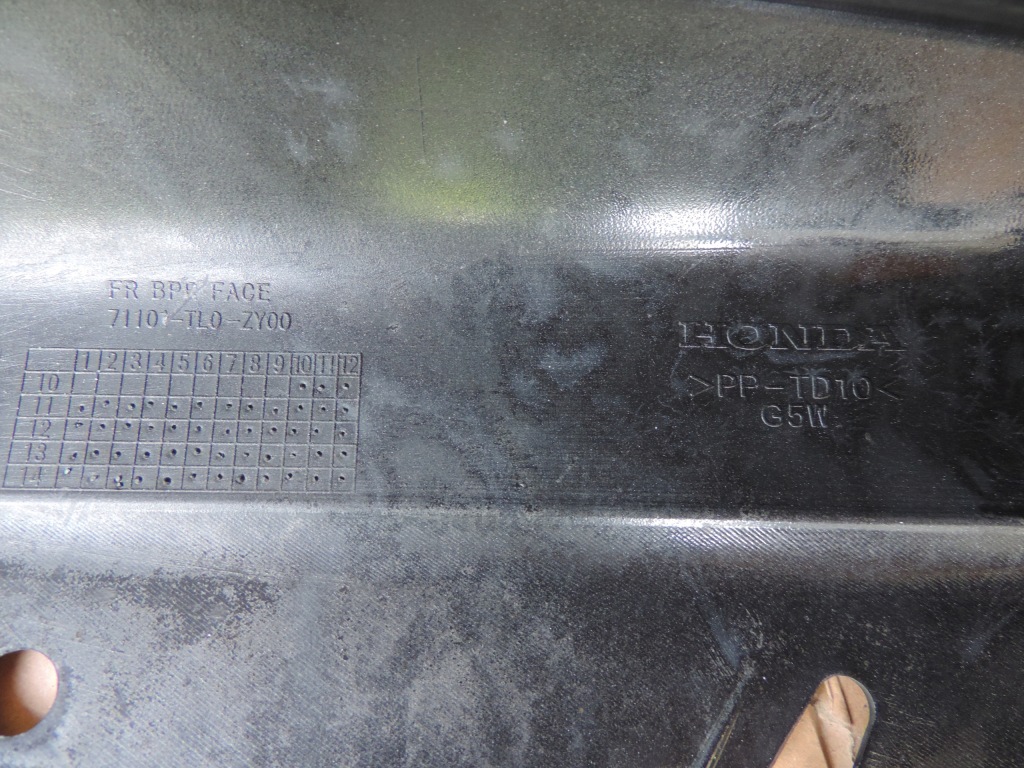 FR BPR FACE
71101-TL0-ZY00
1 2 3 4 5 6 7 8 9 10 11 12
10
11
12
13
14
HONDA
>PP-TD10<
G5W